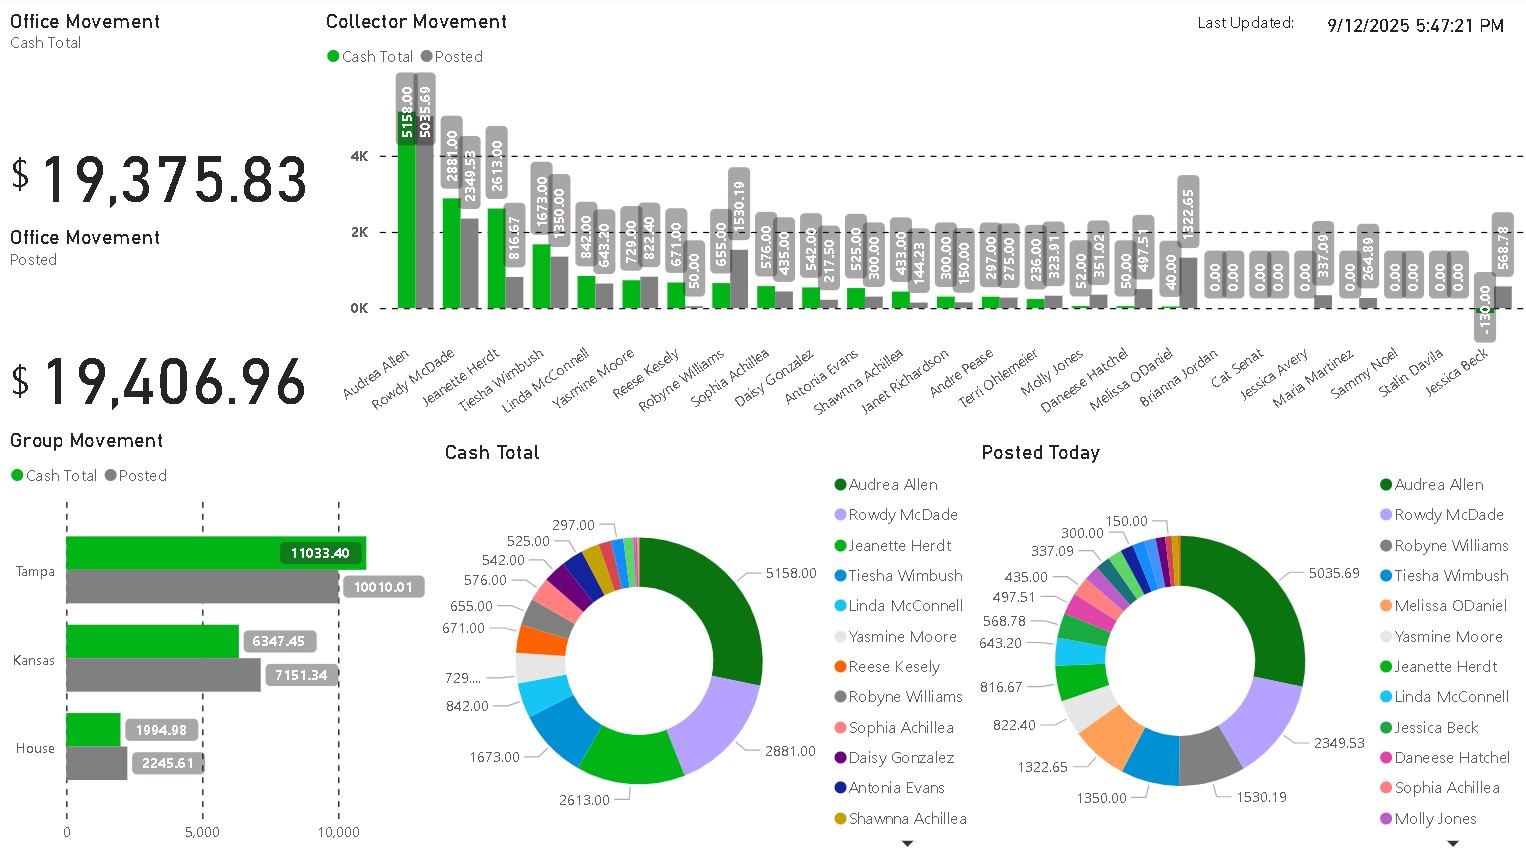 Office Movement
Cash Total
$ 19,375.83
Office Movement
Posted
$ 19,406.96
Collector Movement
Cash Total Posted
Last Updated: 9/12/2025 5:47:21 PM
4K
2K
0K
5158.00 5035.69
2881.00 2349.53
2613.00 816.67
1673.00 1350.00
842.00 643.20
729.00 822.40
671.00 50.00
655.00 1530.19
576.00 435.00
542.00 217.50
525.00 300.00
433.00 144.23
300.00 150.00
297.00 275.00
236.00 323.91
52.00 351.02
50.00 497.51
40.00 1322.65
0.00 0.00
0.00 0.00
0.00 337.09
0.00 264.89
0.00 0.00
0.00 0.00
-130.00 568.78
Audrea Allen
Rowdy McDade
Jeanette Herdt
Tiesha Wimbush
Linda McConnell
Yasmine Moore
Reese Kesely
Robyne Williams
Sophia Achillea
Daisy Gonzalez
Antonia Evans
Shawnna Achillea
Janet Richardson
Andre Pease
Terri Ohlemeier
Molly Jones
Daneese Hatchel
Melissa ODaniel
Brianna Jordan
Cat Senat
Jessica Avery
Maria Martinez
Sammy Noel
Stalin Davila
Jessica Beck
Group Movement
Cash Total Posted
Tampa
11033.40
10010.01
Kansas
6347.45
7151.34
House
1994.98
2245.61
0 5,000 10,000
Cash Total
297.00
525.00
542.00
576.00
655.00
671.00
729....
842.00
1673.00
2613.00
2881.00
5158.00
Audrea Allen
Rowdy McDade
Jeanette Herdt
Tiesha Wimbush
Linda McConnell
Yasmine Moore
Reese Kesely
Robyne Williams
Sophia Achillea
Daisy Gonzalez
Antonia Evans
Shawnna Achillea
Posted Today
150.00
300.00
337.09
435.00
497.51
568.78
643.20
816.67
822.40
1322.65
1350.00
1530.19
2349.53
5035.69
Audrea Allen
Rowdy McDade
Robyne Williams
Tiesha Wimbush
Melissa ODaniel
Yasmine Moore
Jeanette Herdt
Linda McConnell
Jessica Beck
Daneese Hatchel
Sophia Achillea
Molly Jones